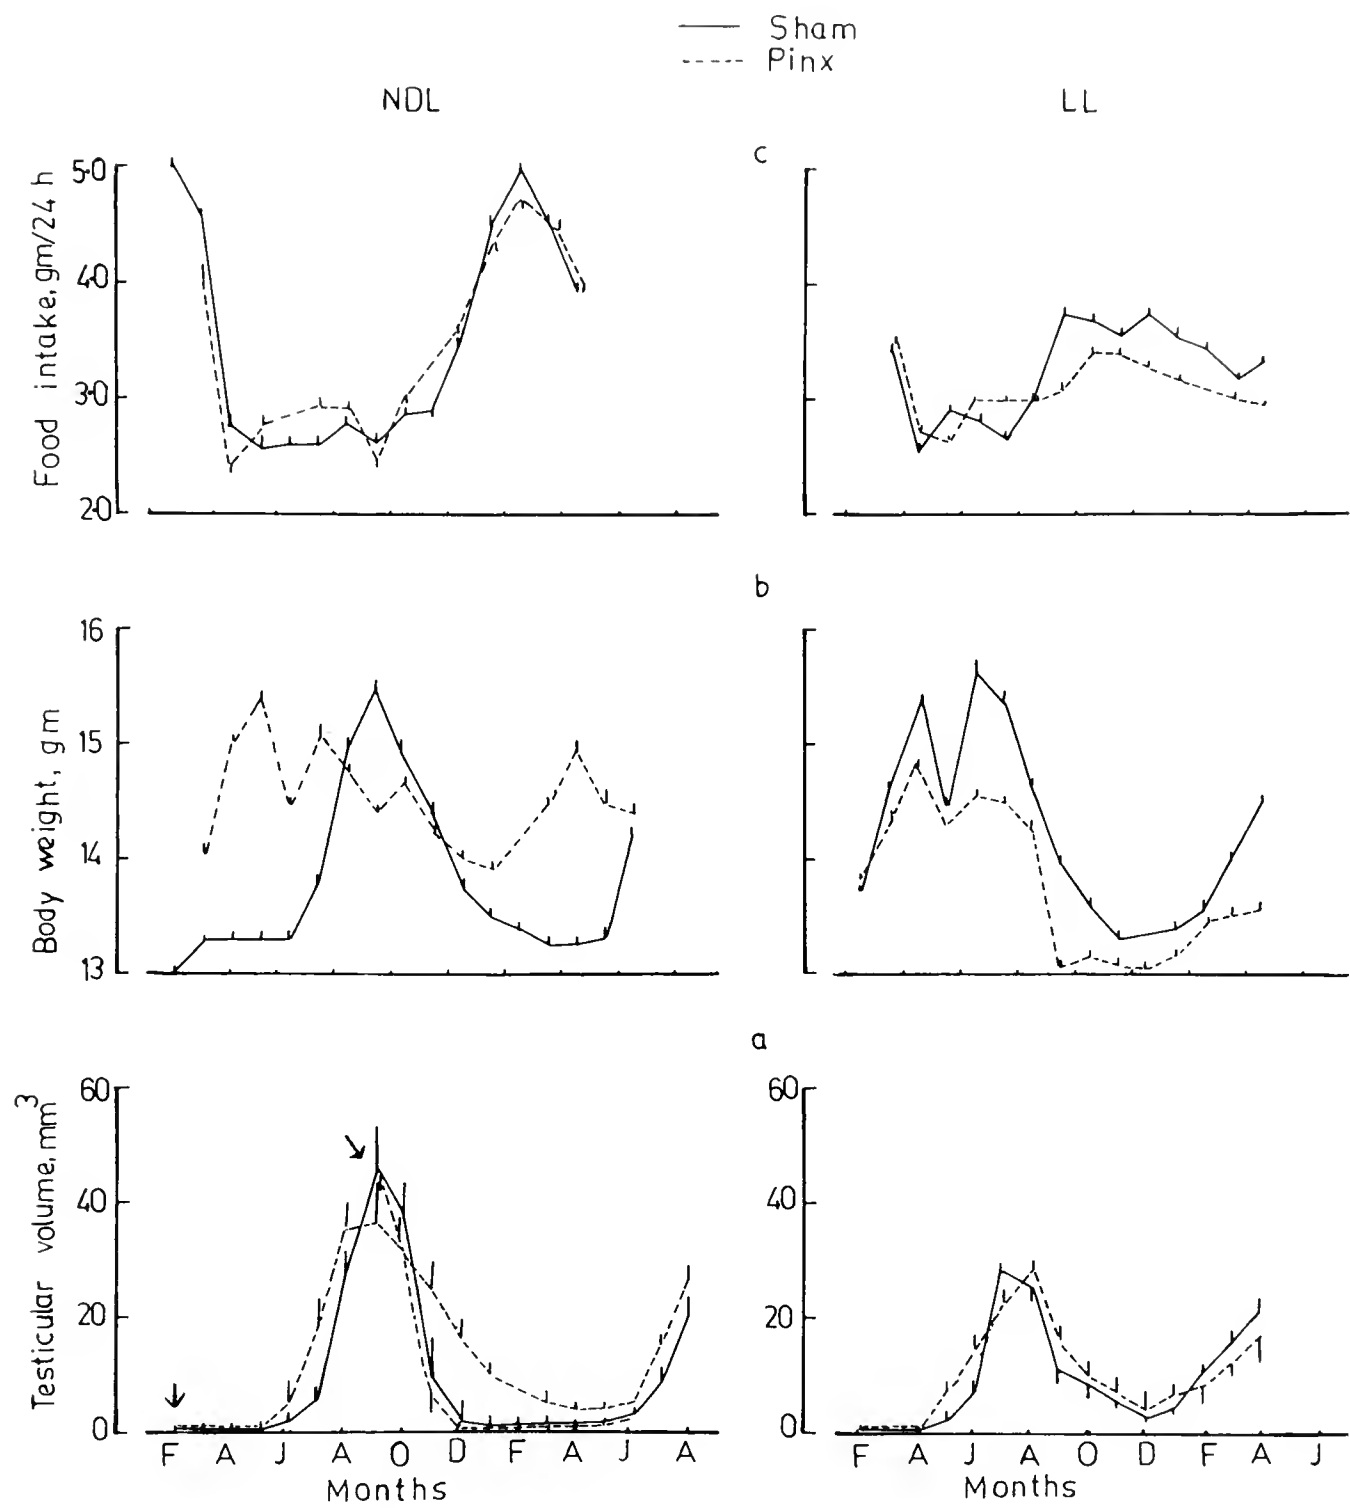 Sham
Pinx
NDL
LL
c
Food intake, gm/24 h
5·0
4·0
3·0
2·0
b
Body weight, gm
16
15
14
13
a
Testicular volume, mm³
60
40
20
0
60
40
20
0
F A J A O D F A J A
Months
F A J A O D F A J
Months